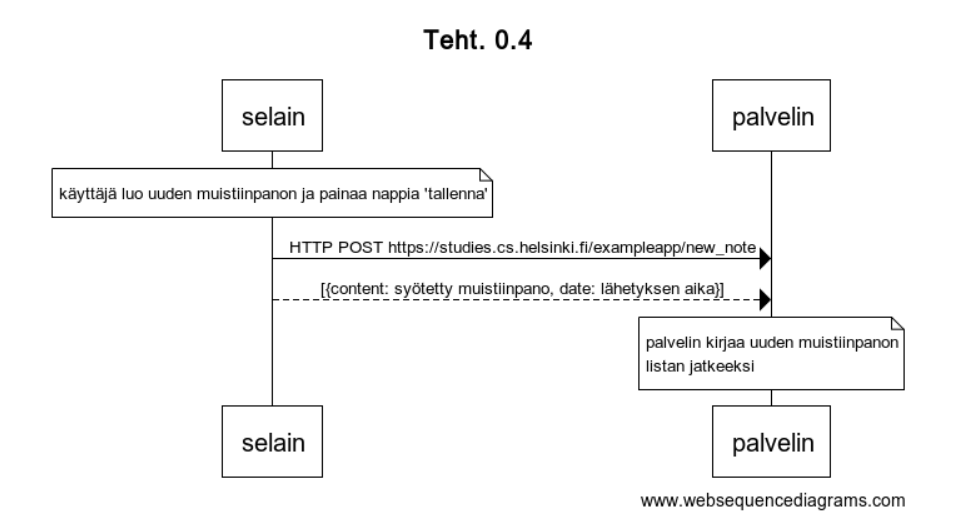 Teht. 0.4
selain
palvelin
käyttäjä luo uuden muistiinpanon ja painaa nappia 'tallenna'
HTTP POST https://studies.cs.helsinki.fi/exampleapp/new_note
[{content: syötetty muistiinpano, date: lähetyksen aika}]
palvelin kirjaa uuden muistiinpanon
listan jatkeeksi
selain
palvelin
www.websequencediagrams.com